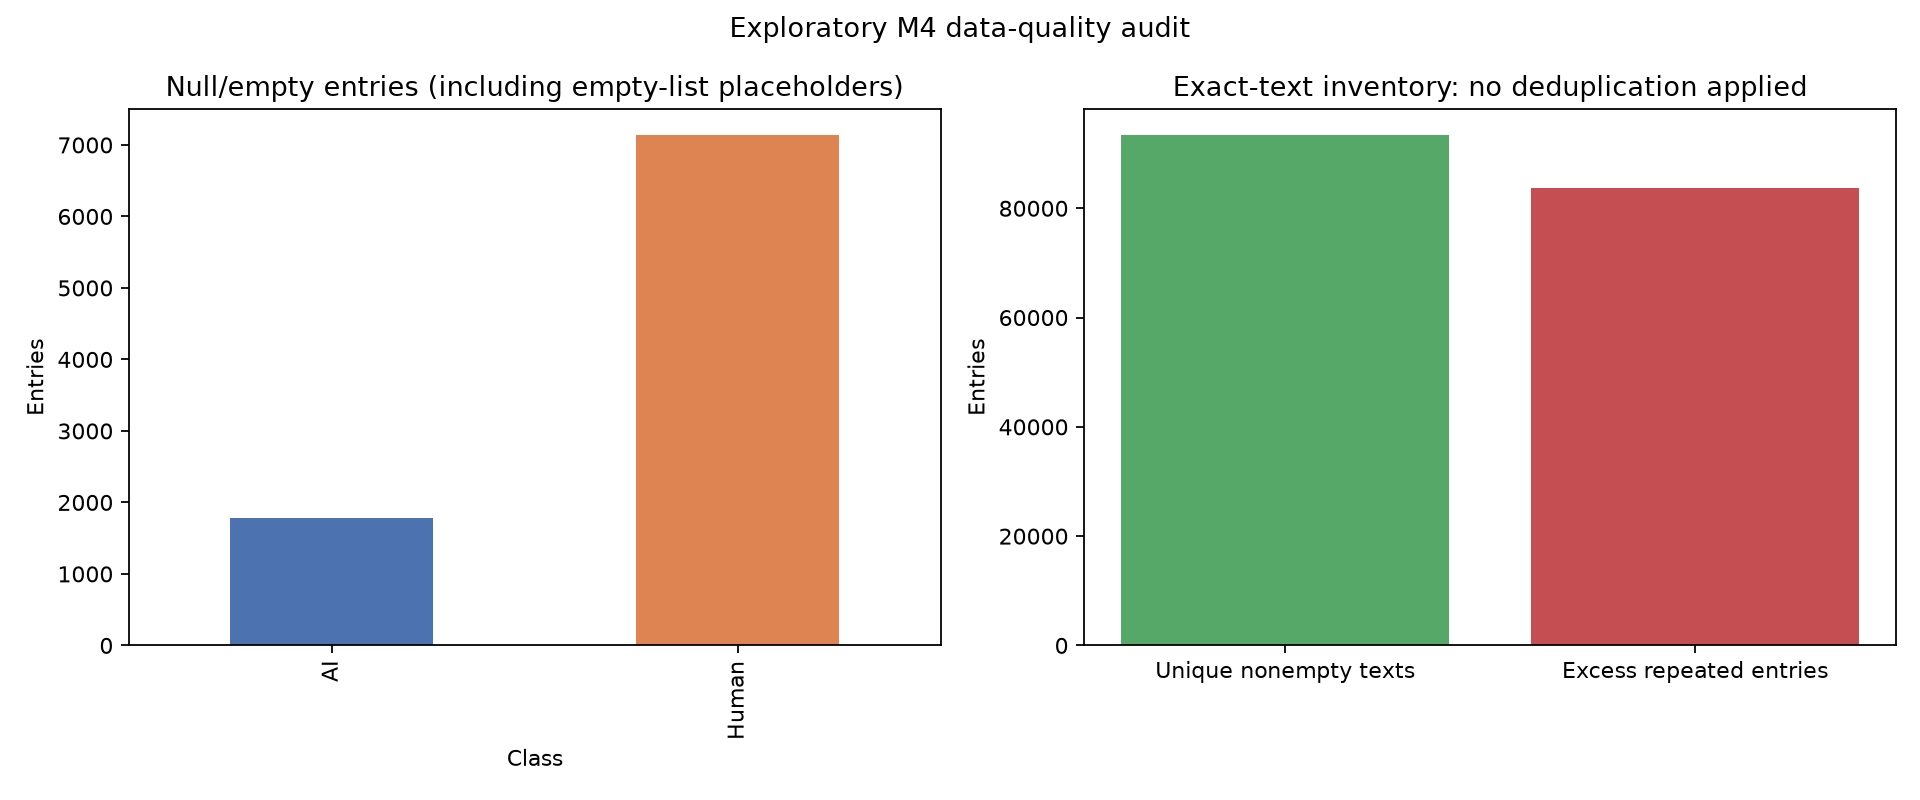 Exploratory M4 data-quality audit
Null/empty entries (including empty-list placeholders)
7000
6000
5000
4000
3000
2000
1000
0
Entries
AI
Human
Class
Exact-text inventory: no deduplication applied
80000
60000
40000
20000
0
Entries
Unique nonempty texts
Excess repeated entries